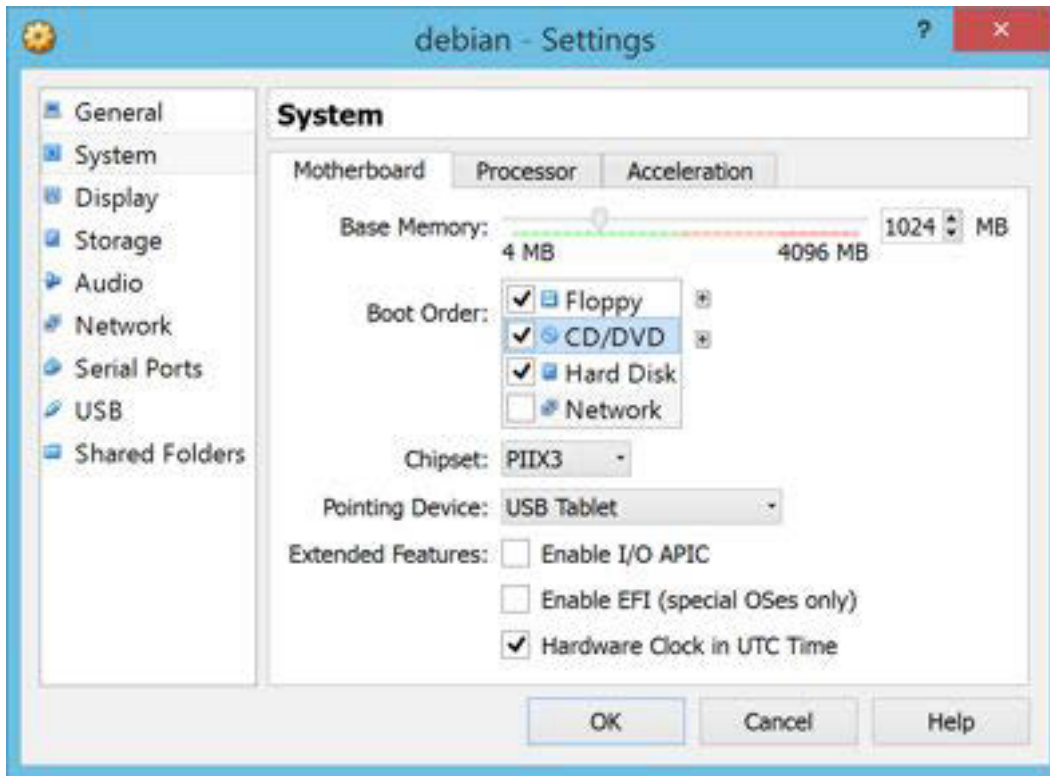 debian - Settings
?
General
System
Display
Storage
Audio
Network
Serial Ports
USB
Shared Folders
System
Motherboard Processor Acceleration
Base Memory: 1024 MB
4 MB 4096 MB
Boot Order:
Floppy
CD/DVD
Hard Disk
Network
Chipset: PIIX3
Pointing Device: USB Tablet
Extended Features: Enable I/O APIC
Enable EFI (special OSes only)
Hardware Clock in UTC Time
OK Cancel Help